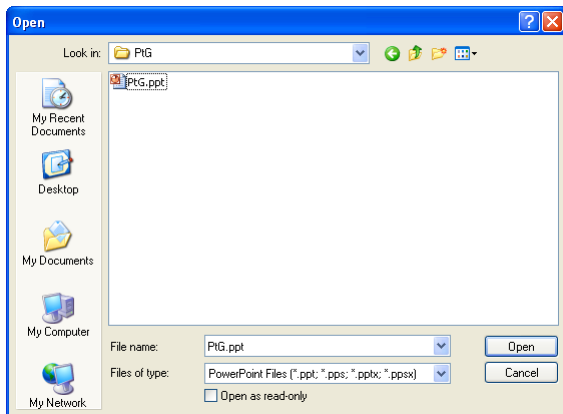 Open
Look in:
PtG
PtG.ppt
My Recent
Documents
Desktop
My Documents
My Computer
My Network
File name:
PtG.ppt
Open
Files of type:
PowerPoint Files (*.ppt; *.pps; *.pptx; *.ppsx)
Cancel
Open as read-only